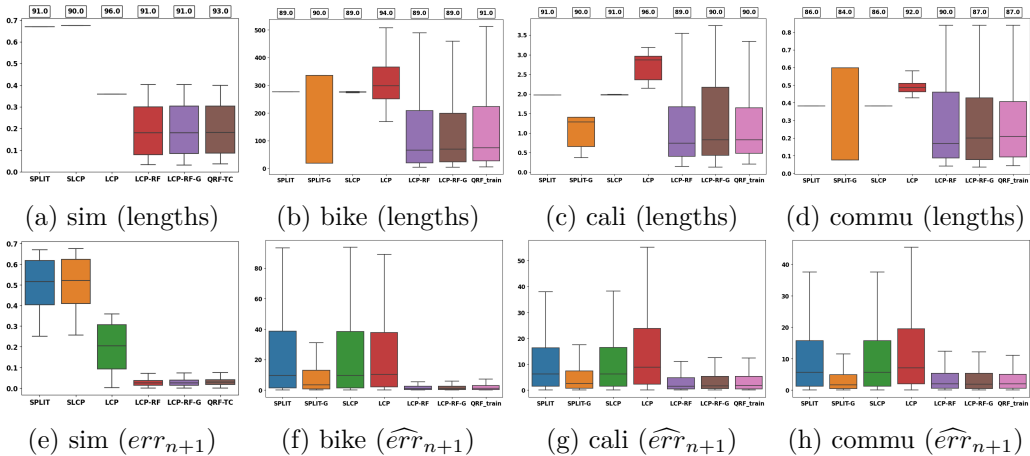 91.0 90.0 96.0 91.0 91.0 93.0
0.7
0.6
0.5
0.4
0.3
0.2
0.1
0.0
SPLIT SLCP LCP LCP-RF LCP-RF-G QRF-TC
(a) sim (lengths)
89.0 90.0 89.0 94.0 89.0 90.0 91.0
500
400
300
200
100
0
SPLIT SPLIT-G SLCP LCP LCP-RF LCP-RF-G QRF_train
(b) bike (lengths)
91.0 90.0 91.0 96.0 89.0 90.0 90.0
3.5
3.0
2.5
2.0
1.5
1.0
0.5
0.0
SPLIT SPLIT-G SLCP LCP LCP-RF LCP-RF-G QRF_train
(c) cali (lengths)
86.0 84.0 86.0 92.0 90.0 87.0 87.0
0.8
0.7
0.6
0.5
0.4
0.3
0.2
0.1
0.0
SPLIT SPLIT-G SLCP LCP LCP-RF LCP-RF-G QRF_train
(d) commu (lengths)
0.7
0.6
0.5
0.4
0.3
0.2
0.1
0.0
SPLIT SLCP LCP LCP-RF LCP-RF-G QRF-TC
(e) sim (err_{n+1})
80
60
40
20
0
SPLIT SPLIT-G SLCP LCP LCP-RF LCP-RF-G QRF_train
(f) bike (\widehat{err}_{n+1})
50
40
30
20
10
0
SPLIT SPLIT-G SLCP LCP LCP-RF LCP-RF-G QRF_train
(g) cali (\widehat{err}_{n+1})
40
30
20
10
0
SPLIT SPLIT-G SLCP LCP LCP-RF LCP-RF-G QRF_train
(h) commu (\widehat{err}_{n+1})